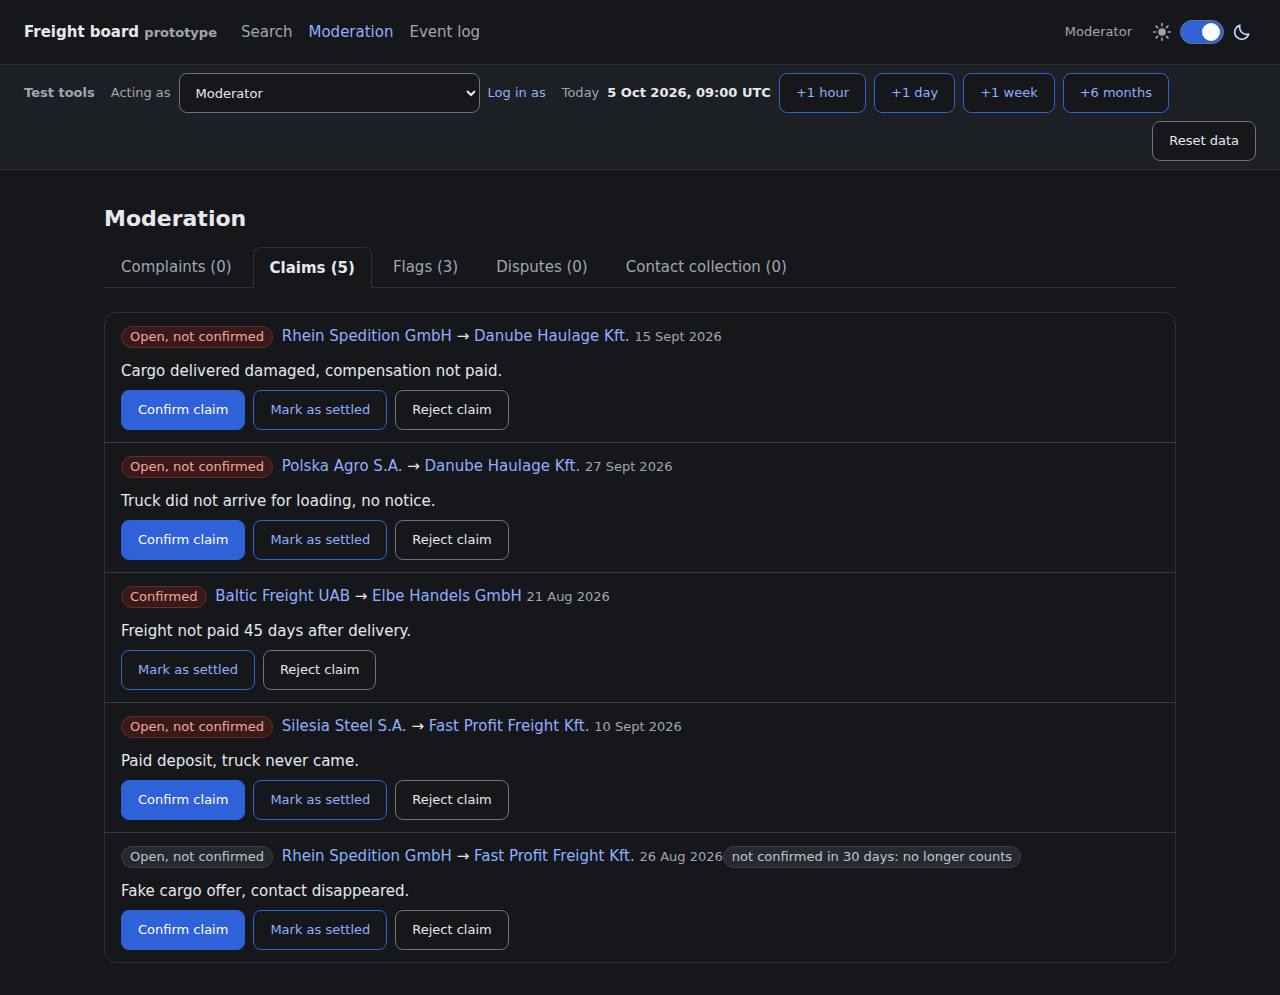 Freight board prototype Search Moderation Event log Moderator
Test tools Acting as Moderator Log in as Today 5 Oct 2026, 09:00 UTC +1 hour +1 day +1 week +6 months
Reset data
Moderation
Complaints (0) Claims (5) Flags (3) Disputes (0) Contact collection (0)
Open, not confirmed Rhein Spedition GmbH → Danube Haulage Kft. 15 Sept 2026
Cargo delivered damaged, compensation not paid.
Confirm claim Mark as settled Reject claim
Open, not confirmed Polska Agro S.A. → Danube Haulage Kft. 27 Sept 2026
Truck did not arrive for loading, no notice.
Confirm claim Mark as settled Reject claim
Confirmed Baltic Freight UAB → Elbe Handels GmbH 21 Aug 2026
Freight not paid 45 days after delivery.
Mark as settled Reject claim
Open, not confirmed Silesia Steel S.A. → Fast Profit Freight Kft. 10 Sept 2026
Paid deposit, truck never came.
Confirm claim Mark as settled Reject claim
Open, not confirmed Rhein Spedition GmbH → Fast Profit Freight Kft. 26 Aug 2026 not confirmed in 30 days: no longer counts
Fake cargo offer, contact disappeared.
Confirm claim Mark as settled Reject claim